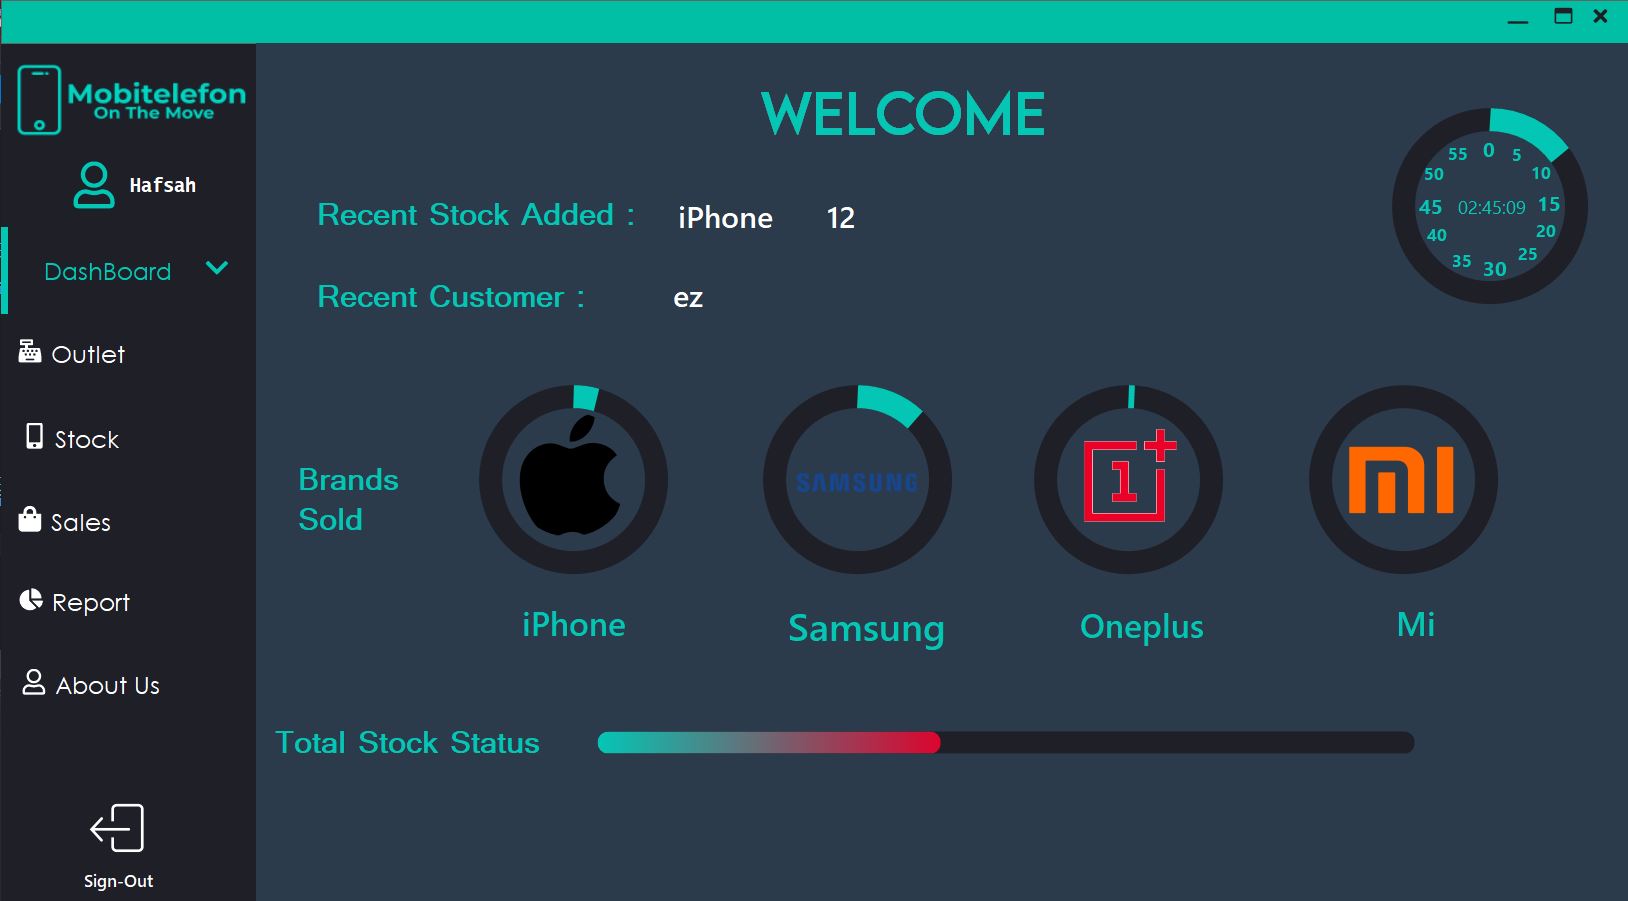 Mobitelefon
On The Move
Hafsah
DashBoard
Outlet
Stock
Sales
Report
About Us
Sign-Out
WELCOME
Recent Stock Added : iPhone 12
Recent Customer : ez
0
5
10
15
20
25
30
35
40
45
50
55
02:45:09
Brands
Sold
SAMSUNG
1+
MI
iPhone
Samsung
Oneplus
Mi
Total Stock Status